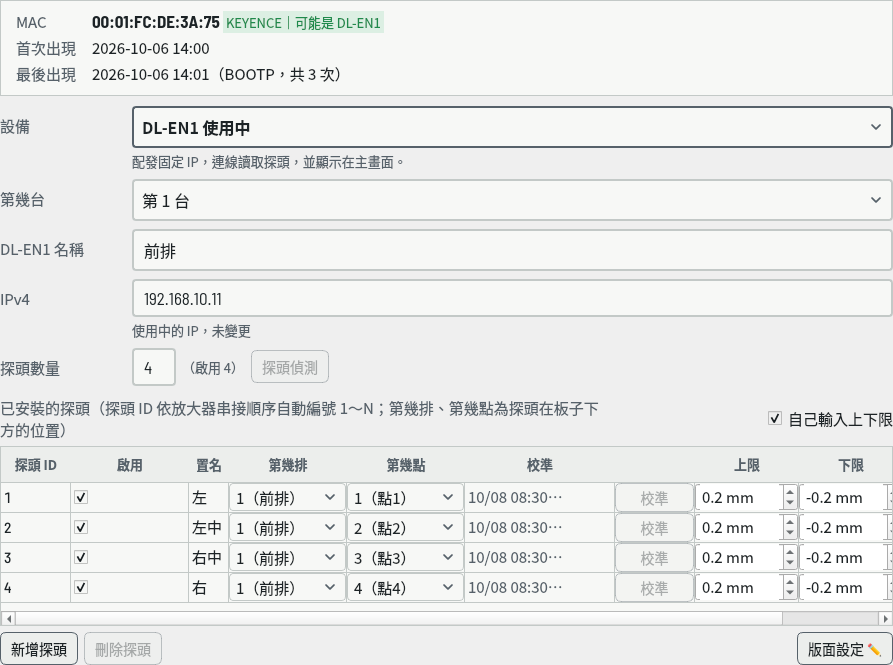 MAC 00:01:FC:DE:3A:75 KEYENCE｜可能是 DL-EN1
首次出現 2026-10-06 14:00
最後出現 2026-10-06 14:01（BOOTP，共 3 次）
設備 DL-EN1 使用中
配發固定 IP，連線讀取探頭，並顯示在主畫面。
第幾台 第 1 台
DL-EN1 名稱 前排
IPv4 192.168.10.11
使用中的 IP，未變更
探頭數量 4 （啟用 4） 探頭偵測
已安裝的探頭（探頭 ID 依放大器串接順序自動編號 1～N；第幾排、第幾點為探頭在板子下
方的位置）
自己輸入上下限
探頭 ID 啟用 置名 第幾排 第幾點 校準 上限 下限
1 左 1（前排） 1（點1） 10/08 08:30… 校準 0.2 mm -0.2 mm
2 左中 1（前排） 2（點2） 10/08 08:30… 校準 0.2 mm -0.2 mm
3 右中 1（前排） 3（點3） 10/08 08:30… 校準 0.2 mm -0.2 mm
4 右 1（前排） 4（點4） 10/08 08:30… 校準 0.2 mm -0.2 mm
新增探頭 刪除探頭 版面設定✏️